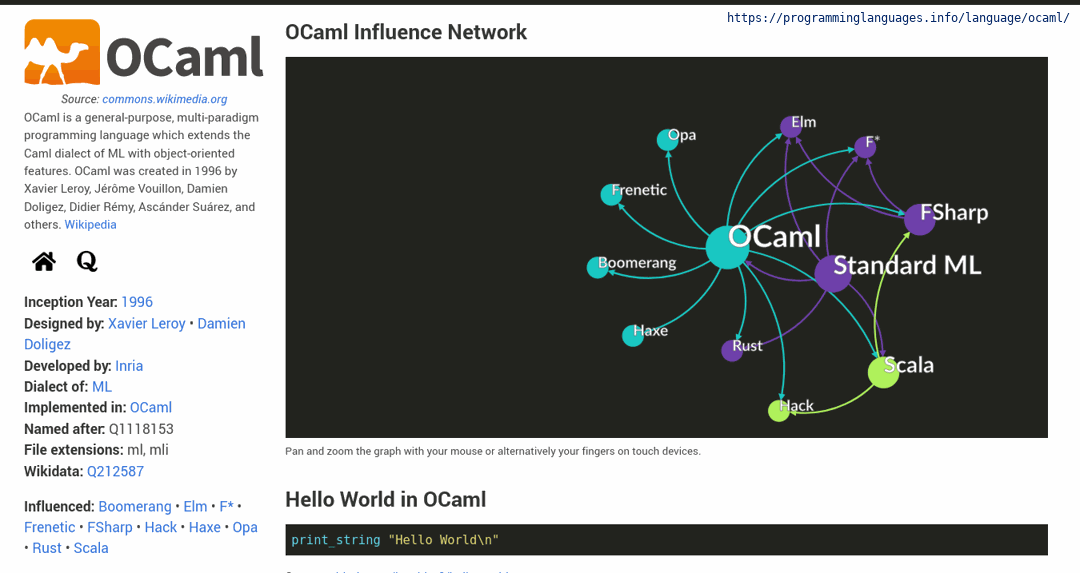 https://programminglanguages.info/language/ocaml/
OCaml
Source: commons.wikimedia.org
OCaml is a general-purpose, multi-paradigm
programming language which extends the
Caml dialect of ML with object-oriented
features. OCaml was created in 1996 by
Xavier Leroy, Jérôme Vouillon, Damien
Doligez, Didier Rémy, Ascánder Suárez, and
others. Wikipedia
Q
Inception Year: 1996
Designed by: Xavier Leroy • Damien
Doligez
Developed by: Inria
Dialect of: ML
Implemented in: OCaml
Named after: Q1118153
File extensions: ml, mli
Wikidata: Q212587
Influenced: Boomerang • Elm • F* •
Frenetic • FSharp • Hack • Haxe • Opa
• Rust • Scala
OCaml Influence Network
Elm
Opa
F*
Frenetic
FSharp
OCaml
Boomerang
Standard ML
Haxe
Rust
Scala
Hack
Pan and zoom the graph with your mouse or alternatively your fingers on touch devices.
Hello World in OCaml
print_string "Hello World\n"